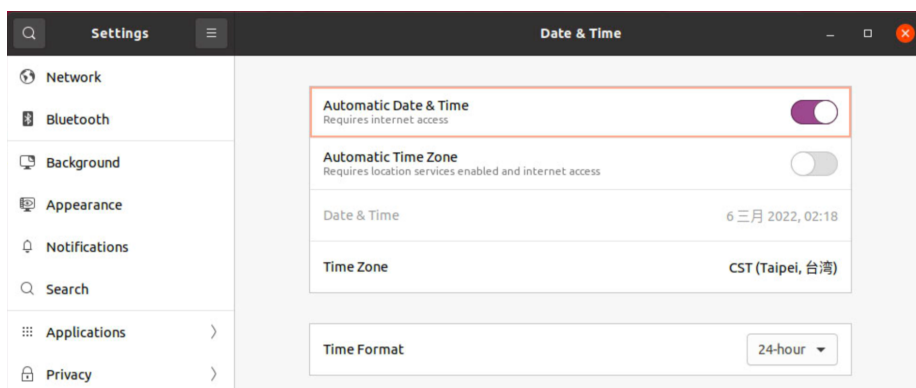 Settings
Date & Time
Network
Bluetooth
Background
Appearance
Notifications
Search
Applications
Privacy
Automatic Date & Time
Requires internet access
Automatic Time Zone
Requires location services enabled and internet access
Date & Time
6 三月 2022, 02:18
Time Zone
CST (Taipei, 台湾)
Time Format
24-hour